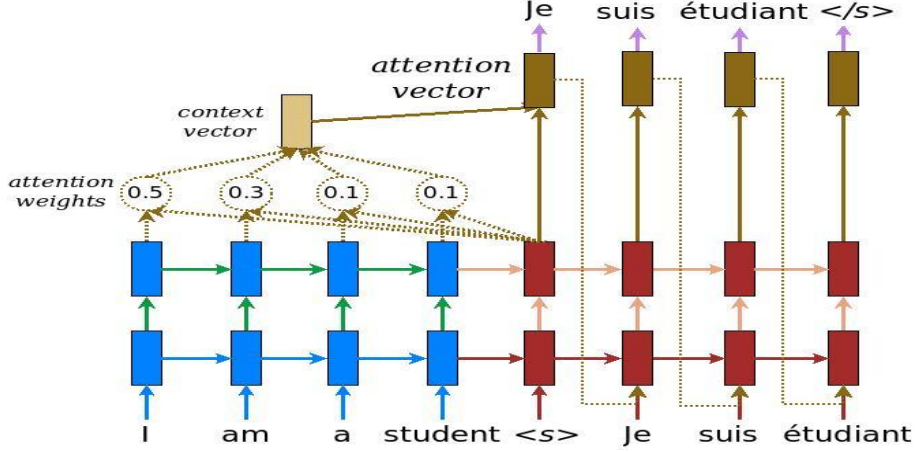 Je suis étudiant </s>
attention
vector
context
vector
attention
weights
0.5 0.3 0.1 0.1
I am a student <s> Je suis étudiant